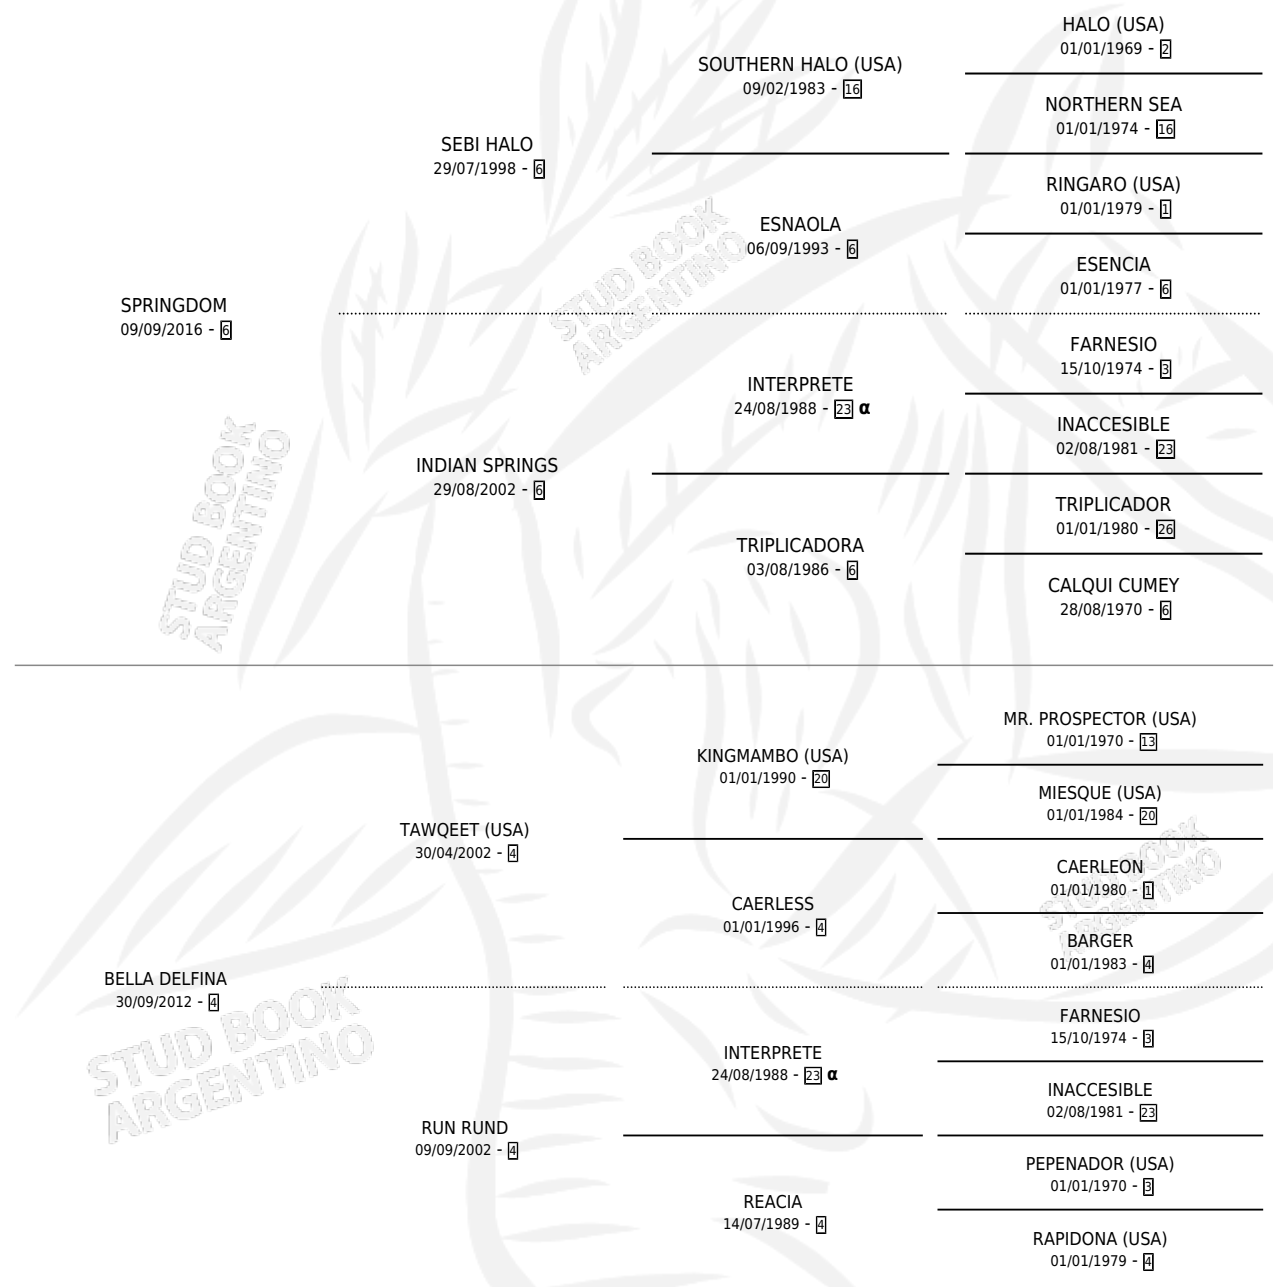 HALO (USA)
01/01/1969 - 2
SOUTHERN HALO (USA)
09/02/1983 - 16
NORTHERN SEA
01/01/1974 - 16
SEBI HALO
29/07/1998 - 6
RINGARO (USA)
01/01/1979 - 1
ESNAOLA
06/09/1993 - 6
ESENCIA
01/01/1977 - 6
SPRINGDOM
09/09/2016 - 6
FARNESIO
15/10/1974 - 3
INTERPRETE
24/08/1988 - 23 α
INACCESIBLE
02/08/1981 - 23
INDIAN SPRINGS
29/08/2002 - 6
TRIPLICADOR
01/01/1980 - 26
TRIPLICADORA
03/08/1986 - 6
CALQUI CUMEY
28/08/1970 - 6
MR. PROSPECTOR (USA)
01/01/1970 - 13
KINGMAMBO (USA)
01/01/1990 - 20
MIESQUE (USA)
01/01/1984 - 20
TAWQEET (USA)
30/04/2002 - 4
CAERLEON
01/01/1980 - 1
CAERLESS
01/01/1996 - 4
BARGER
01/01/1983 - 4
BELLA DELFINA
30/09/2012 - 4
FARNESIO
15/10/1974 - 3
INTERPRETE
24/08/1988 - 23 α
INACCESIBLE
02/08/1981 - 23
RUN RUND
09/09/2002 - 4
PEPENADOR (USA)
01/01/1970 - 3
REACIA
14/07/1989 - 4
RAPIDONA (USA)
01/01/1979 - 4
STUD BOOK
ARGENTINO
STUD BOOK
ARGENTINO
STUD BOOK
ARGENTINO
STUD BOOK
ARGENTINO